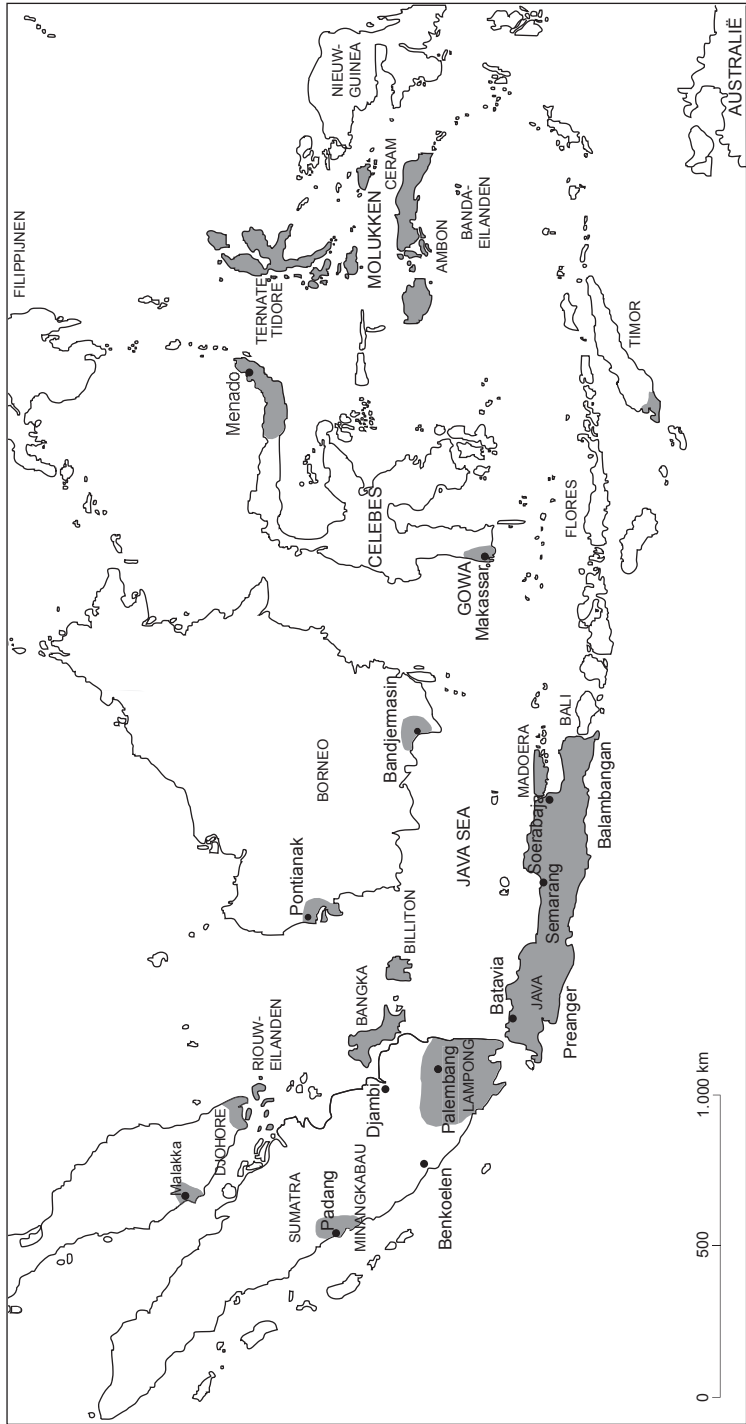 FILIPPIJNEN
NIEUW-
GUINEA
TERNATE
TIDORE
MOLUKKEN
CERAM
AMBON
BANDA-
EILANDEN
AUSTRALIË
Menado
CELEBES
GOWA
Makassar
FLORES
TIMOR
BORNEO
Pontianak
Bandjermasin
JAVA SEA
BILLITON
BANGKA
RIOUW-
EILANDEN
DJOHORE
Malakka
SUMATRA
Padang
MINANGKABAU
Djambi
Palembang
LAMPONG
Benkoelen
Batavia
JAVA
Preanger
Semarang
Soerabaja
MADOERA
BALI
Balambangan
0 500 1.000 km